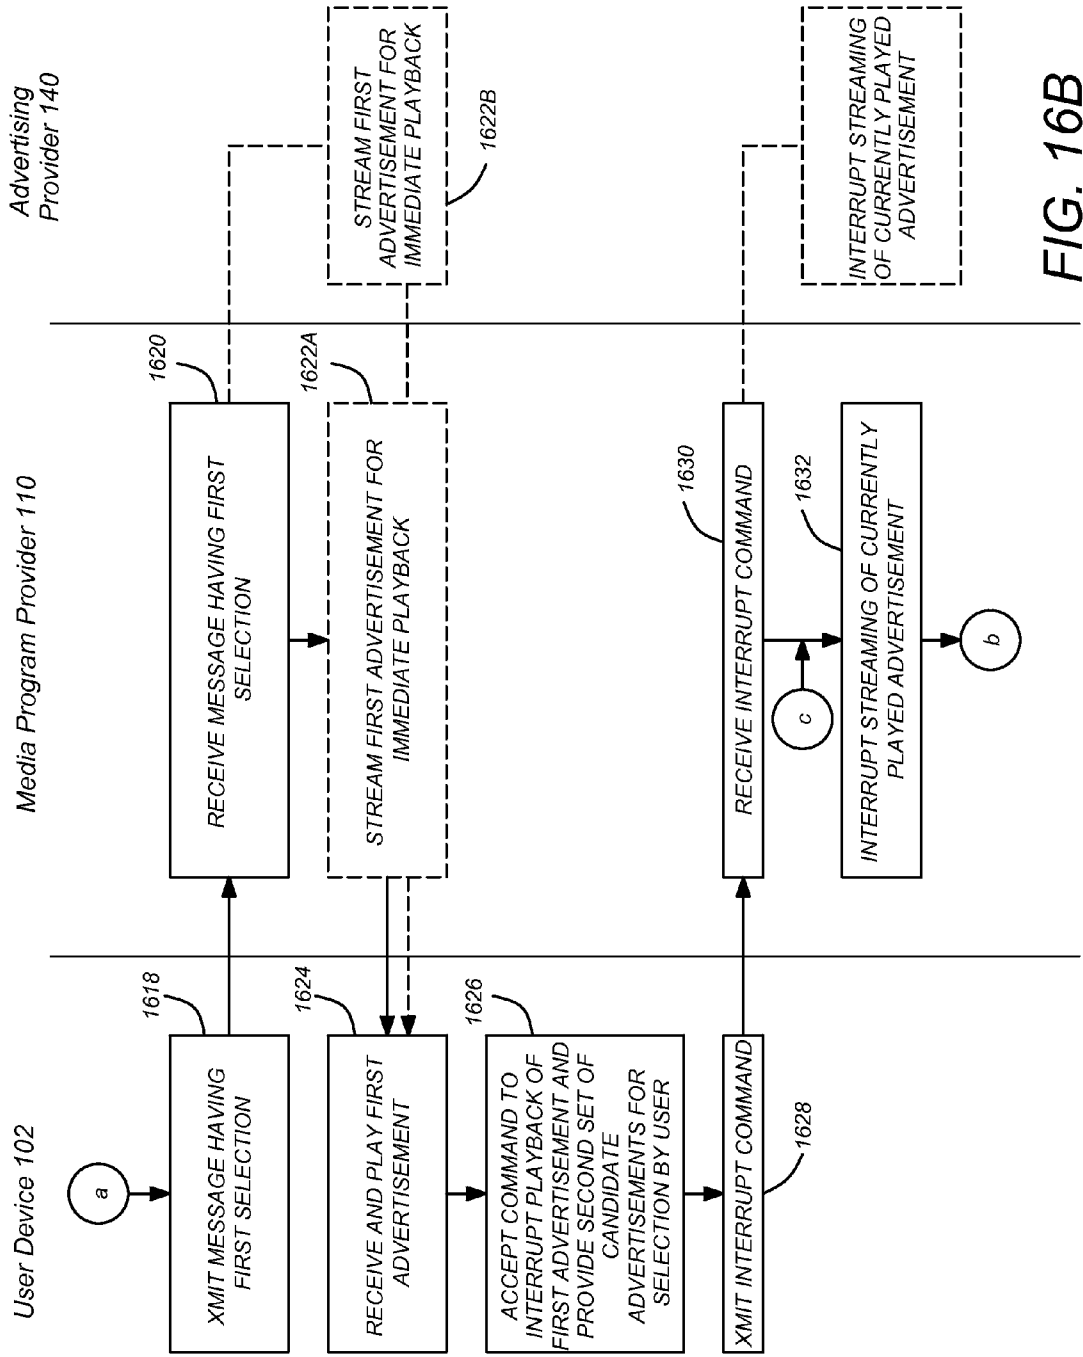 User Device 102
Media Program Provider 110
Advertising
Provider 140
a
1618
XMIT MESSAGE HAVING
FIRST SELECTION
1620
RECEIVE MESSAGE HAVING FIRST
SELECTION
1624
RECEIVE AND PLAY FIRST
ADVERTISEMENT
1622A
STREAM FIRST ADVERTISEMENT FOR
IMMEDIATE PLAYBACK
STREAM FIRST
ADVERTISEMENT FOR
IMMEDIATE PLAYBACK
1622B
1626
ACCEPT COMMAND TO
INTERRUPT PLAYBACK OF
FIRST ADVERTISEMENT AND
PROVIDE SECOND SET OF
CANDIDATE
ADVERTISEMENTS FOR
SELECTION BY USER
XMIT INTERRUPT COMMAND
1628
1630
RECEIVE INTERRUPT COMMAND
c
1632
INTERRUPT STREAMING OF CURRENTLY
PLAYED ADVERTISEMENT
b
INTERRUPT STREAMING
OF CURRENTLY PLAYED
ADVERTISEMENT
FIG. 16B